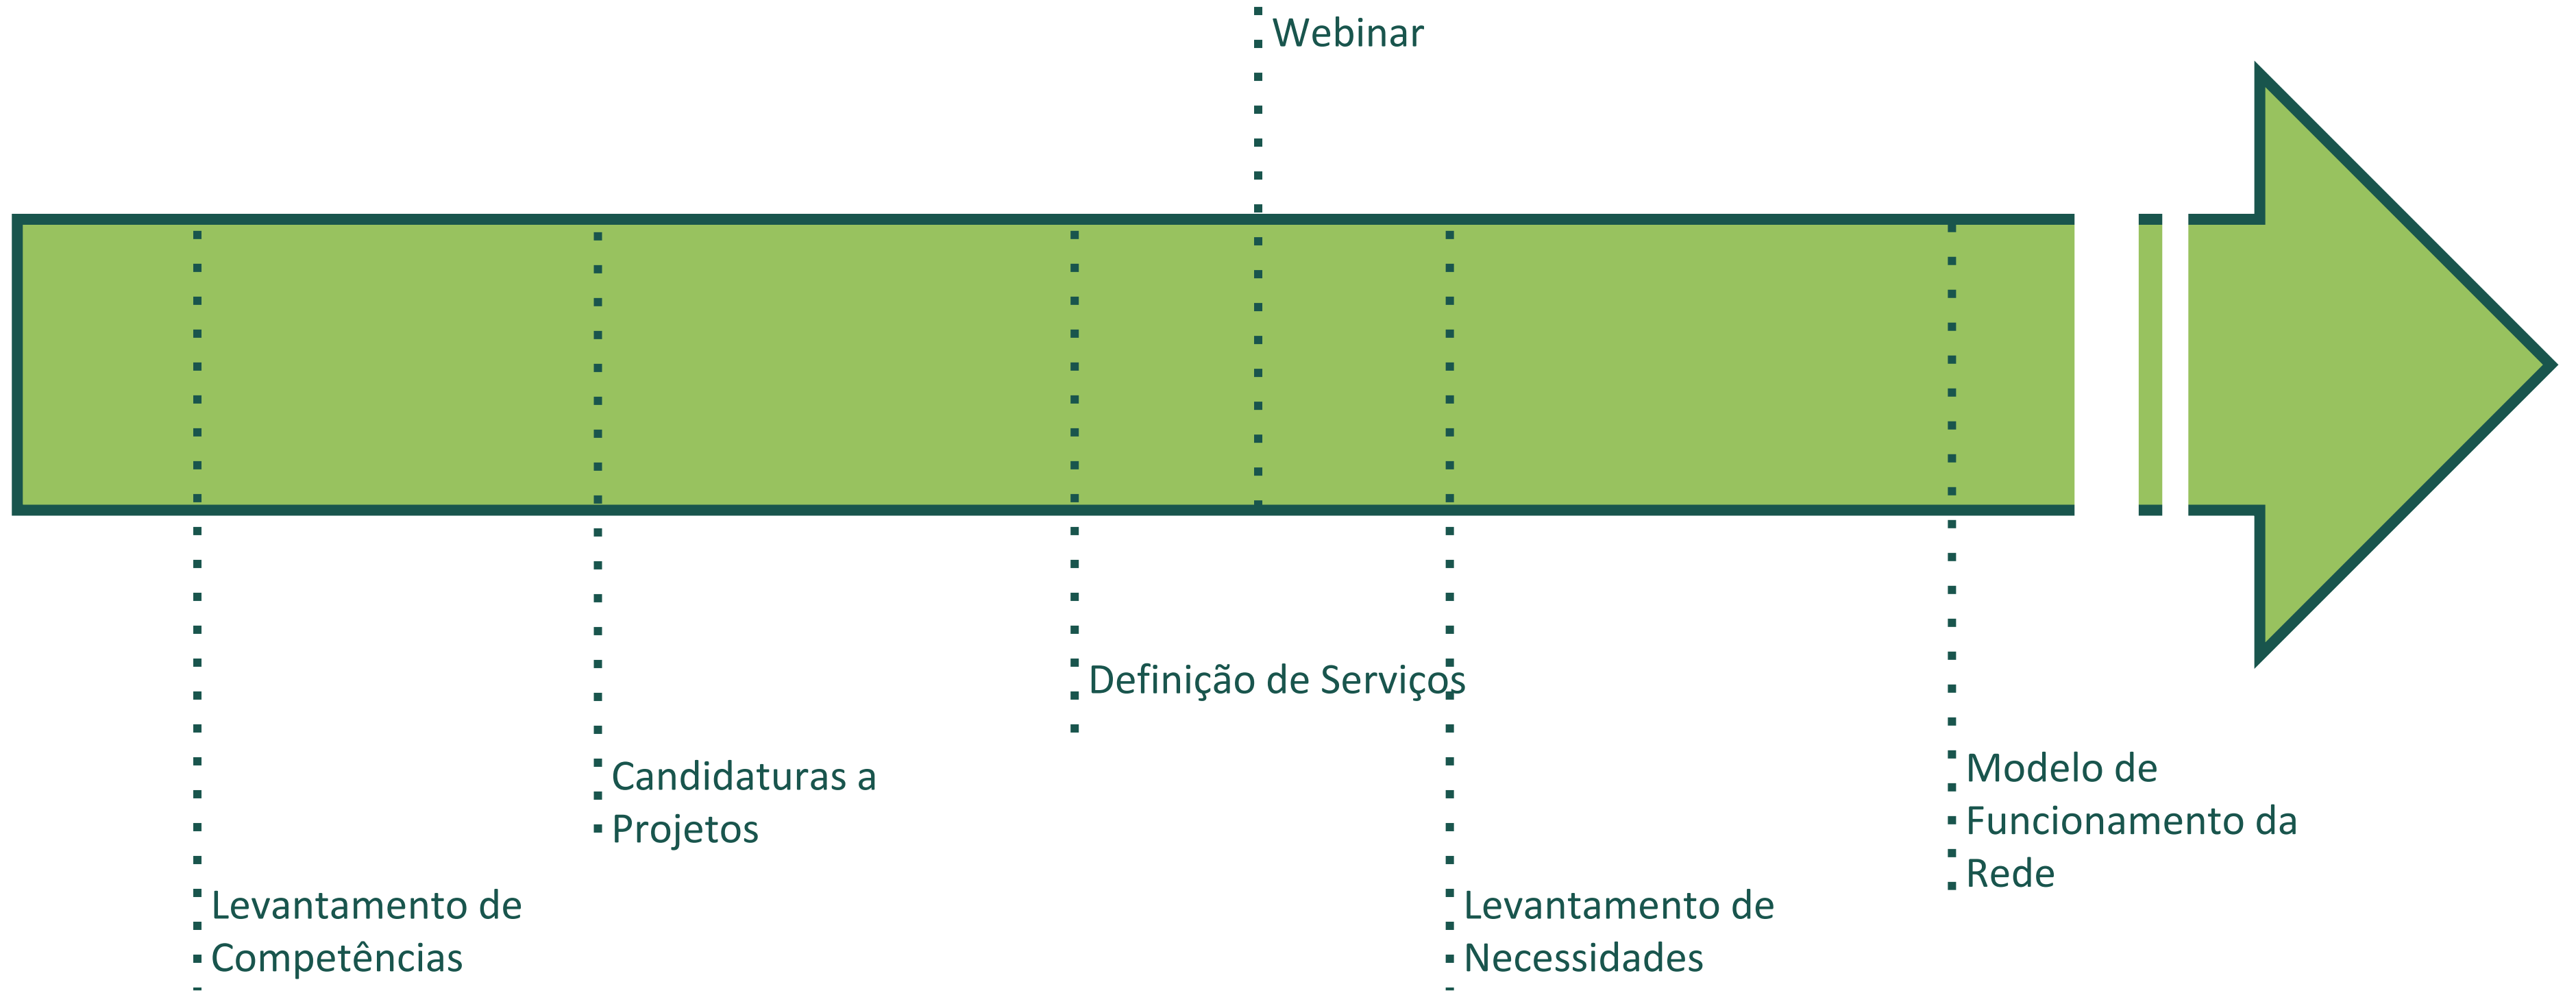 Webinar
Definição de Serviços
Candidaturas a
Projetos
Modelo de
Funcionamento da
Rede
Levantamento de
Competências
Levantamento de
Necessidades